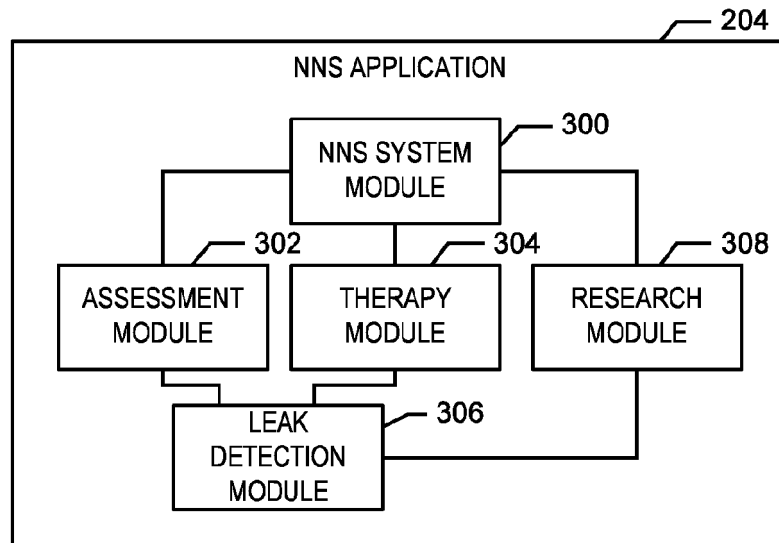 204
NNS APPLICATION
300
NNS SYSTEM
MODULE
302
304
308
ASSESSMENT
MODULE
THERAPY
MODULE
RESEARCH
MODULE
306
LEAK
DETECTION
MODULE